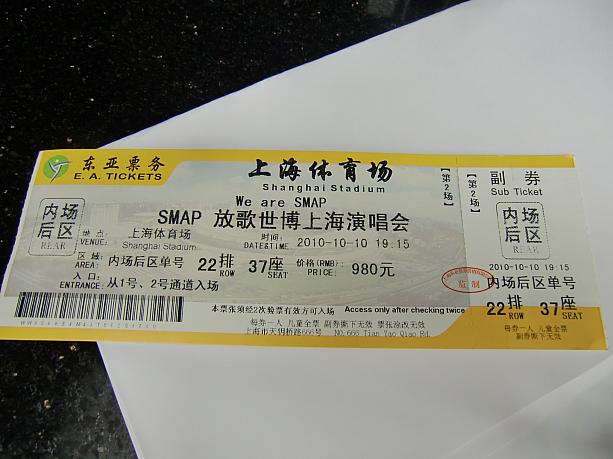 东亚票务
E. A. TICKETS
上海体育场
Shanghai Stadium
We are SMAP
SMAP 放歌世博上海演唱会
内场
后区
REAR
地点
VENUE:
上海体育场
Shanghai Stadium
时间:
DATE&TIME
2010-10-10 19:15
区域:
AREA:
内场后区单号
22排
ROW
37座
SEAT
价格(RMB):
PRICE:
980元
入口:
ENTRANCE:
从1号、2号通道入场
本票张须经2次验票有效方可入场
Access only after checking twice
每券一人 儿童全票 副券撕下无效 票张涂改无效
上海市天钥桥路666号
No.666 Tian Yao Qiao Rd.
【第2场】
【第2场】
监制
副券
Sub Ticket
内场
后区
REAR
2010-10-10 19:15
内场后区单号
22排
ROW
37座
SEAT
每券一人 儿童全票
副券撕下无效